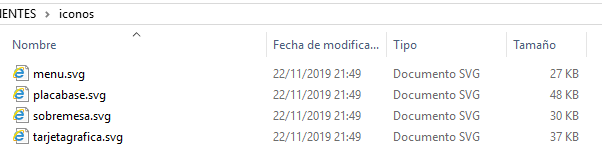 IENTES > iconos
Nombre Fecha de modifica... Tipo Tamaño
menu.svg 22/11/2019 21:49 Documento SVG 27 KB
placabase.svg 22/11/2019 21:49 Documento SVG 48 KB
sobremesa.svg 22/11/2019 21:49 Documento SVG 30 KB
tarjetagrafica.svg 22/11/2019 21:49 Documento SVG 37 KB